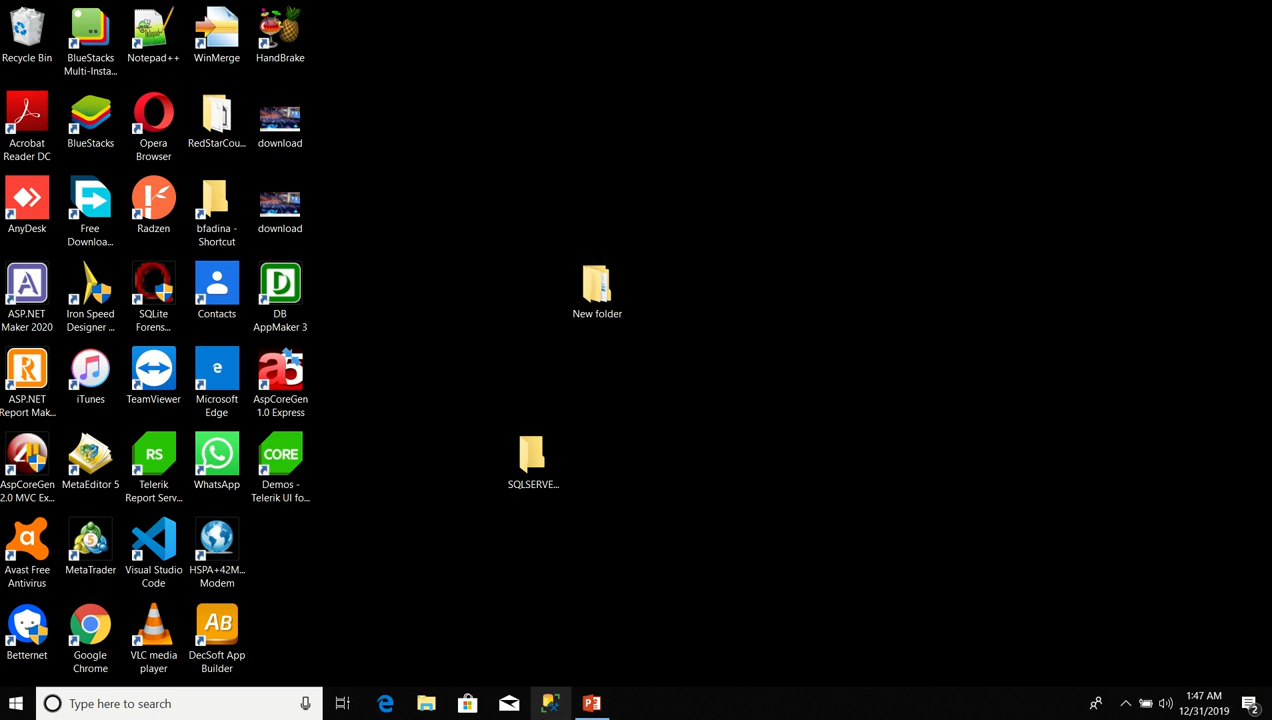 Recycle Bin
BlueStacks
Multi-Insta...
Notepad++
WinMerge
HandBrake
Acrobat
Reader DC
BlueStacks
Opera
Browser
RedStarCou...
download
AnyDesk
Free
Downloa...
Radzen
bfadina -
Shortcut
download
ASP.NET
Maker 2020
Iron Speed
Designer ...
SQLite
Forens...
Contacts
DB
AppMaker 3
New folder
ASP.NET
Report Mak...
iTunes
TeamViewer
Microsoft
Edge
AspCoreGen
1.0 Express
AspCoreGen
2.0 MVC Ex...
MetaEditor 5
RS
Telerik
Report Serv...
WhatsApp
CORE
Demos -
Telerik UI fo...
SQLSERVE...
Avast Free
Antivirus
MetaTrader
5
Visual Studio
Code
HSPA+42M...
Modem
Betternet
Google
Chrome
VLC media
player
AB
DecSoft App
Builder
Type here to search
1:47 AM
12/31/2019
2